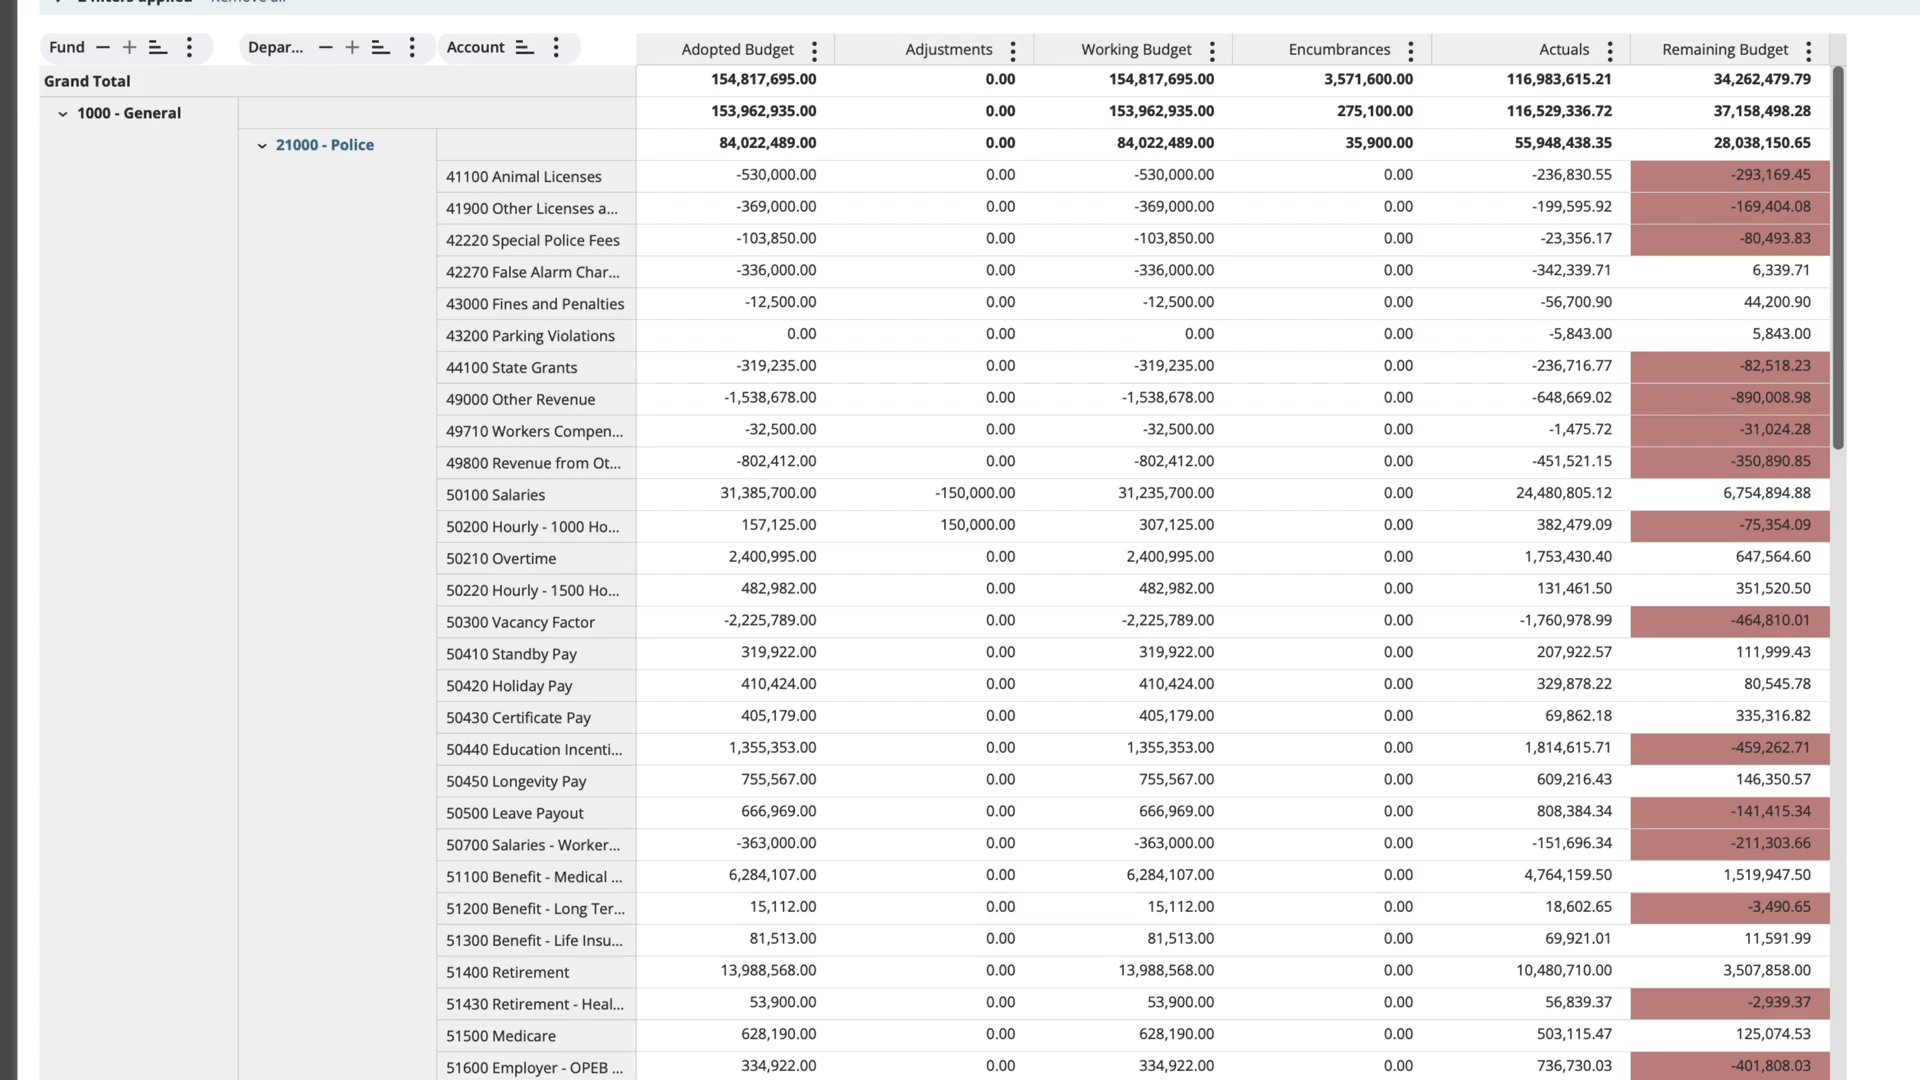 2 filters applied Remove all
Fund Depar... Account Adopted Budget Adjustments Working Budget Encumbrances Actuals Remaining Budget
Grand Total 154,817,695.00 0.00 154,817,695.00 3,571,600.00 116,983,615.21 34,262,479.79
1000 - General 153,962,935.00 0.00 153,962,935.00 275,100.00 116,529,336.72 37,158,498.28
21000 - Police 84,022,489.00 0.00 84,022,489.00 35,900.00 55,948,438.35 28,038,150.65
41100 Animal Licenses -530,000.00 0.00 -530,000.00 0.00 -236,830.55 -293,169.45
41900 Other Licenses a... -369,000.00 0.00 -369,000.00 0.00 -199,595.92 -169,404.08
42220 Special Police Fees -103,850.00 0.00 -103,850.00 0.00 -23,356.17 -80,493.83
42270 False Alarm Char... -336,000.00 0.00 -336,000.00 0.00 -342,339.71 6,339.71
43000 Fines and Penalties -12,500.00 0.00 -12,500.00 0.00 -56,700.90 44,200.90
43200 Parking Violations 0.00 0.00 0.00 0.00 -5,843.00 5,843.00
44100 State Grants -319,235.00 0.00 -319,235.00 0.00 -236,716.77 -82,518.23
49000 Other Revenue -1,538,678.00 0.00 -1,538,678.00 0.00 -648,669.02 -890,008.98
49710 Workers Compen... -32,500.00 0.00 -32,500.00 0.00 -1,475.72 -31,024.28
49800 Revenue from Ot... -802,412.00 0.00 -802,412.00 0.00 -451,521.15 -350,890.85
50100 Salaries 31,385,700.00 -150,000.00 31,235,700.00 0.00 24,480,805.12 6,754,894.88
50200 Hourly - 1000 Ho... 157,125.00 150,000.00 307,125.00 0.00 382,479.09 -75,354.09
50210 Overtime 2,400,995.00 0.00 2,400,995.00 0.00 1,753,430.40 647,564.60
50220 Hourly - 1500 Ho... 482,982.00 0.00 482,982.00 0.00 131,461.50 351,520.50
50300 Vacancy Factor -2,225,789.00 0.00 -2,225,789.00 0.00 -1,760,978.99 -464,810.01
50410 Standby Pay 319,922.00 0.00 319,922.00 0.00 207,922.57 111,999.43
50420 Holiday Pay 410,424.00 0.00 410,424.00 0.00 329,878.22 80,545.78
50430 Certificate Pay 405,179.00 0.00 405,179.00 0.00 69,862.18 335,316.82
50440 Education Incenti... 1,355,353.00 0.00 1,355,353.00 0.00 1,814,615.71 -459,262.71
50450 Longevity Pay 755,567.00 0.00 755,567.00 0.00 609,216.43 146,350.57
50500 Leave Payout 666,969.00 0.00 666,969.00 0.00 808,384.34 -141,415.34
50700 Salaries - Worker... -363,000.00 0.00 -363,000.00 0.00 -151,696.34 -211,303.66
51100 Benefit - Medical ... 6,284,107.00 0.00 6,284,107.00 0.00 4,764,159.50 1,519,947.50
51200 Benefit - Long Ter... 15,112.00 0.00 15,112.00 0.00 18,602.65 -3,490.65
51300 Benefit - Life Insu... 81,513.00 0.00 81,513.00 0.00 69,921.01 11,591.99
51400 Retirement 13,988,568.00 0.00 13,988,568.00 0.00 10,480,710.00 3,507,858.00
51430 Retirement - Heal... 53,900.00 0.00 53,900.00 0.00 56,839.37 -2,939.37
51500 Medicare 628,190.00 0.00 628,190.00 0.00 503,115.47 125,074.53
51600 Employer - OPEB ... 334,922.00 0.00 334,922.00 0.00 736,730.03 -401,808.03